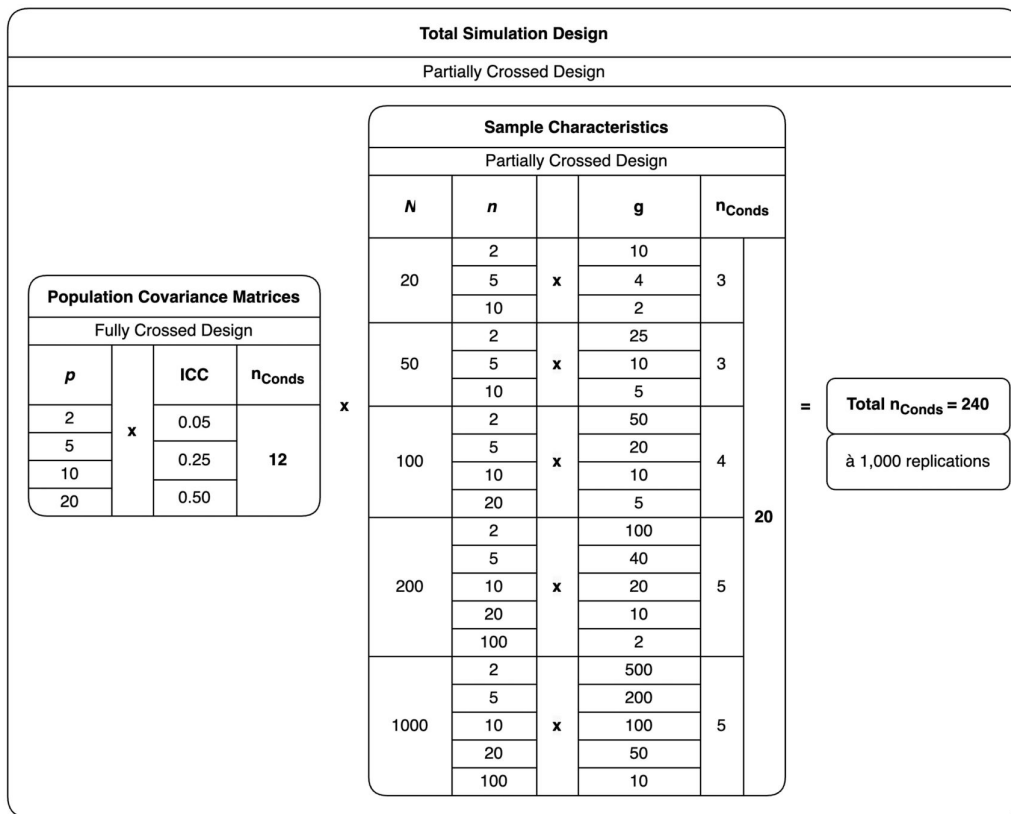 Total Simulation Design
Partially Crossed Design
Population Covariance Matrices
Fully Crossed Design
p x ICC nConds
2
5
10
20
0.05
0.25
0.50
12
x
Sample Characteristics
Partially Crossed Design
N n g nConds
20 x 3
2 10
5 4
10 2
50 x 3
2 25
5 10
10 5
100 x 4
2 50
5 20
10 10
20 5
200 x 5
2 100
5 40
10 20
20 10
100 2
1000 x 5
2 500
5 200
10 100
20 50
100 10
20
=
Total nConds = 240
à 1,000 replications